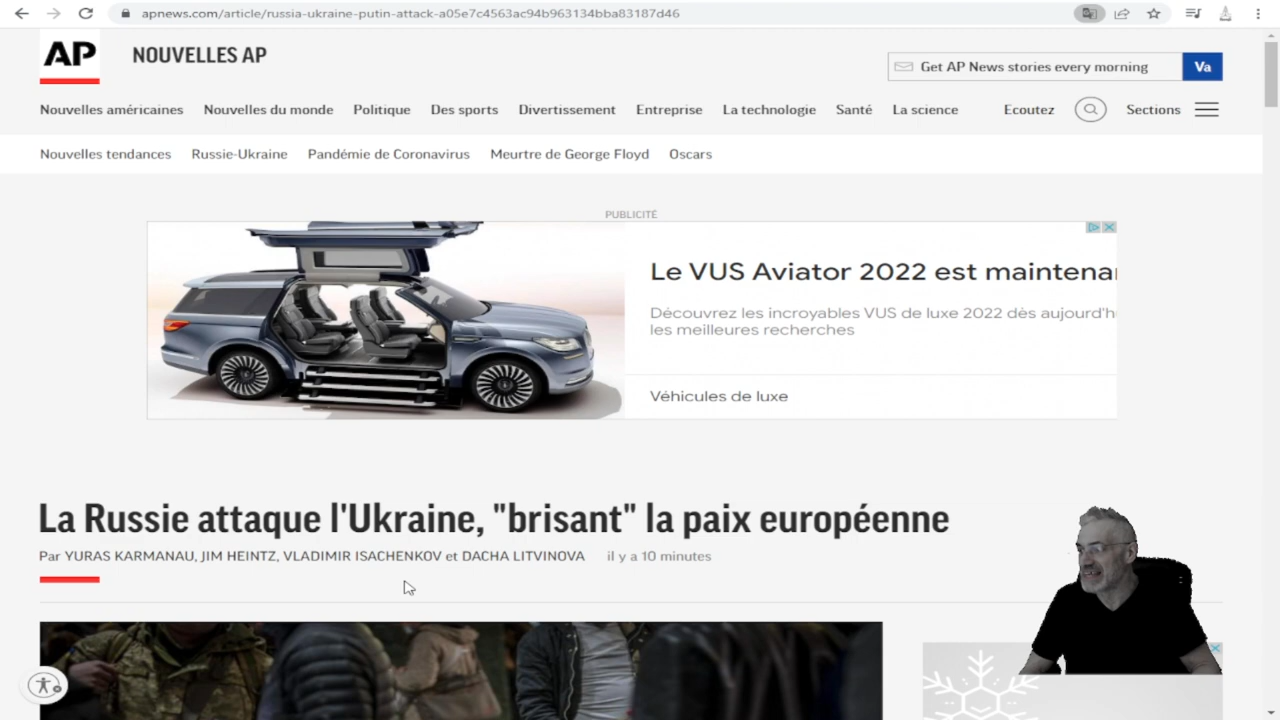 apnews.com/article/russia-ukraine-putin-attack-a05e7c4563ac94b963134bba83187d46
AP
NOUVELLES AP
Get AP News stories every morning
Va
Nouvelles américaines
Nouvelles du monde
Politique
Des sports
Divertissement
Entreprise
La technologie
Santé
La science
Ecoutez
Sections
Nouvelles tendances
Russie-Ukraine
Pandémie de Coronavirus
Meurtre de George Floyd
Oscars
PUBLICITÉ
Le VUS Aviator 2022 est maintena
Découvrez les incroyables VUS de luxe 2022 dès aujourd'h
les meilleures recherches
Véhicules de luxe
La Russie attaque l'Ukraine, "brisant" la paix européenne
Par YURAS KARMANAU, JIM HEINTZ, VLADIMIR ISACHENKOV et DACHA LITVINOVA
il y a 10 minutes